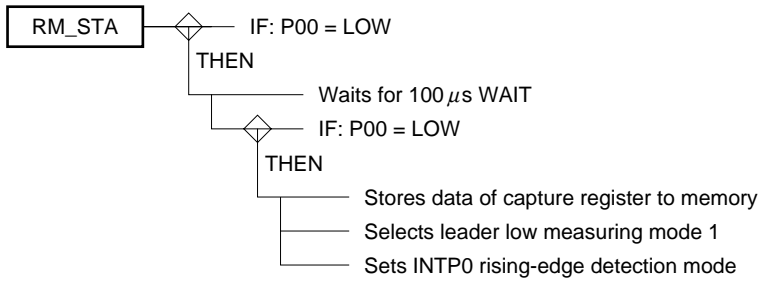 RM_STA
IF: P00 = LOW
THEN
Waits for 100 μs WAIT
IF: P00 = LOW
THEN
Stores data of capture register to memory
Selects leader low measuring mode 1
Sets INTP0 rising-edge detection mode